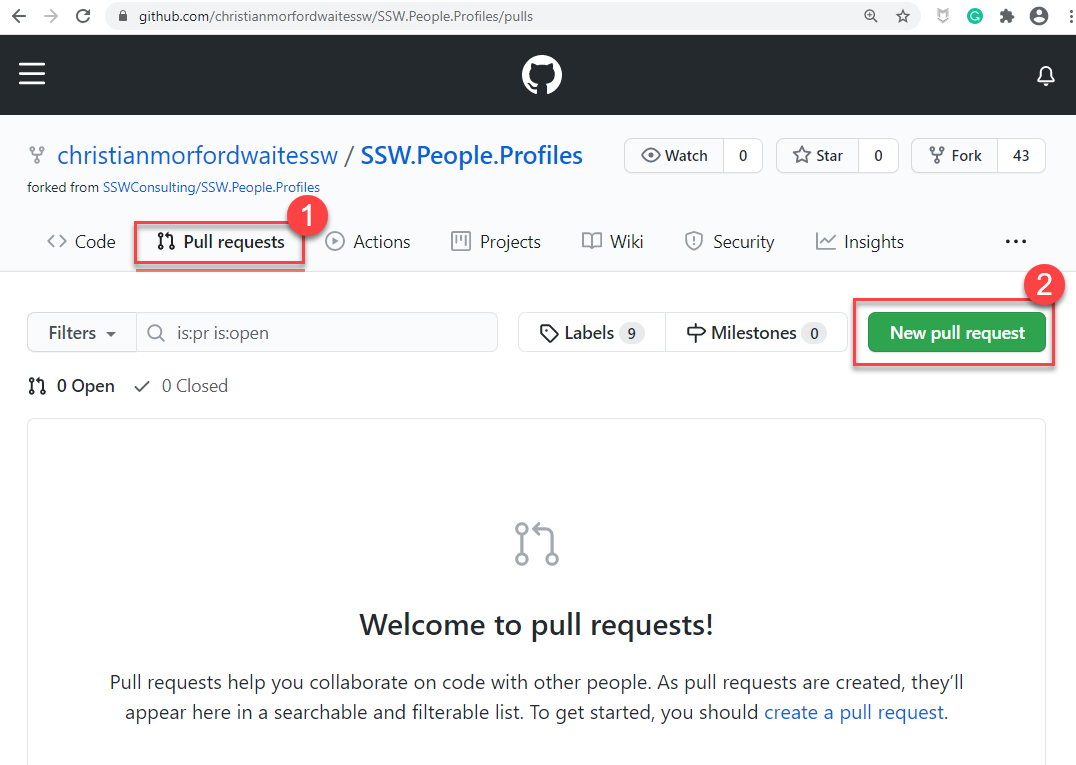 github.com/christianmorfordwaitessw/SSW.People.Profiles/pulls
christianmorfordwaitessw / SSW.People.Profiles
Watch 0 Star 0 Fork 43
forked from SSWConsulting/SSW.People.Profiles
1
Code Pull requests Actions Projects Wiki Security Insights
2
Filters is:pr is:open Labels 9 Milestones 0 New pull request
0 Open 0 Closed
Welcome to pull requests!
Pull requests help you collaborate on code with other people. As pull requests are created, they’ll
appear here in a searchable and filterable list. To get started, you should create a pull request.